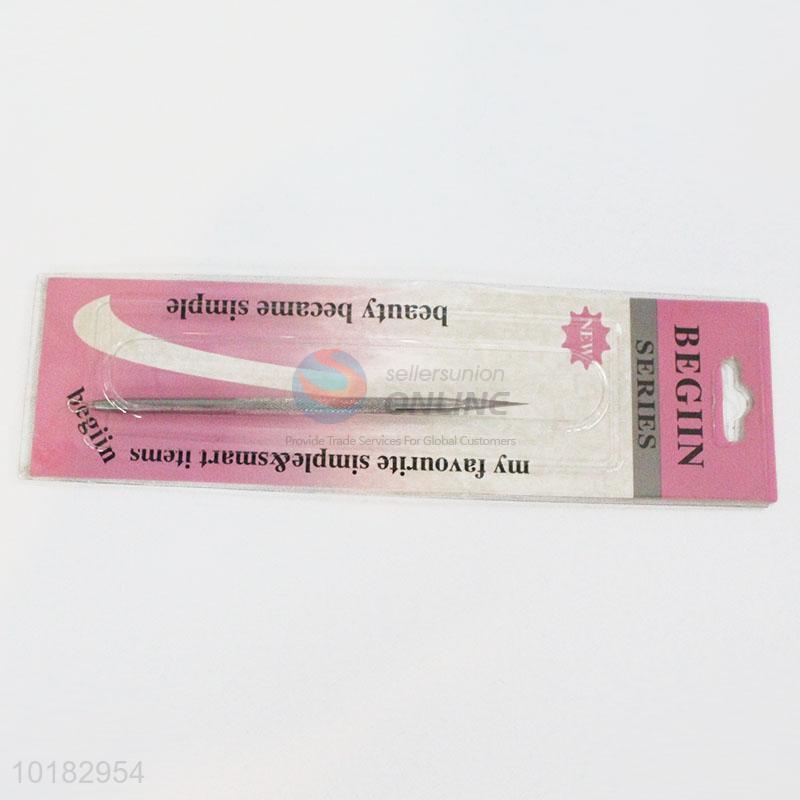 BEGIIN
SERIES
NEW
beauty became simple
my favourite simple&smart items
begiin
sellersunion
ONLINE
Provide Trade Services For Global Customers
10182954